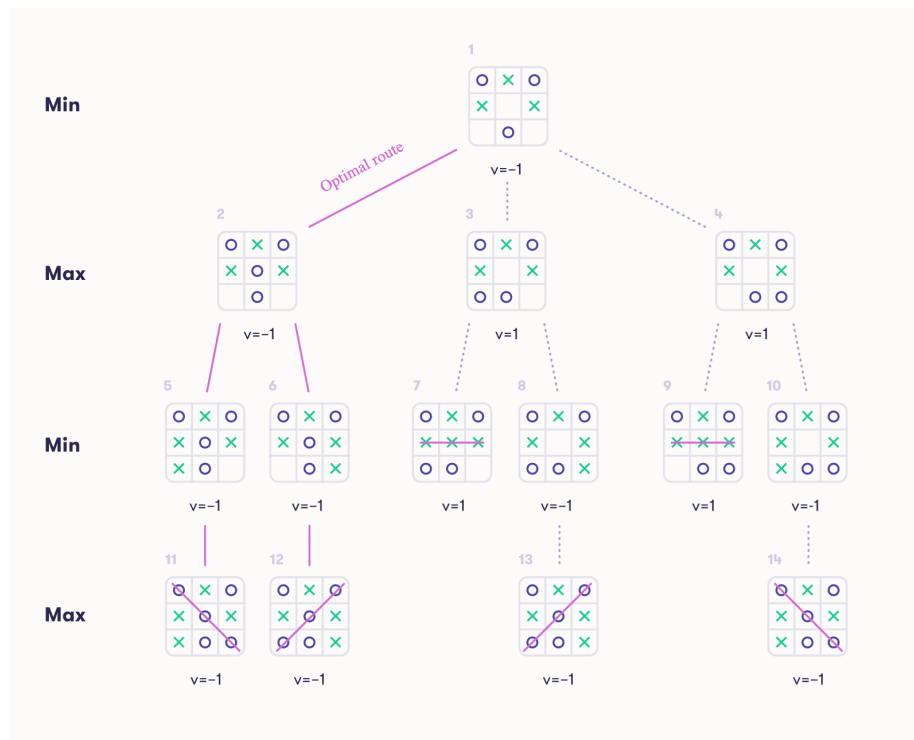 1
Min
Optimal route
v=-1
2 3 4
Max
v=-1 v=1 v=1
5 6 7 8 9 10
Min
v=-1 v=-1 v=1 v=-1 v=1 v=-1
11 12 13 14
Max
v=-1 v=-1 v=-1 v=-1